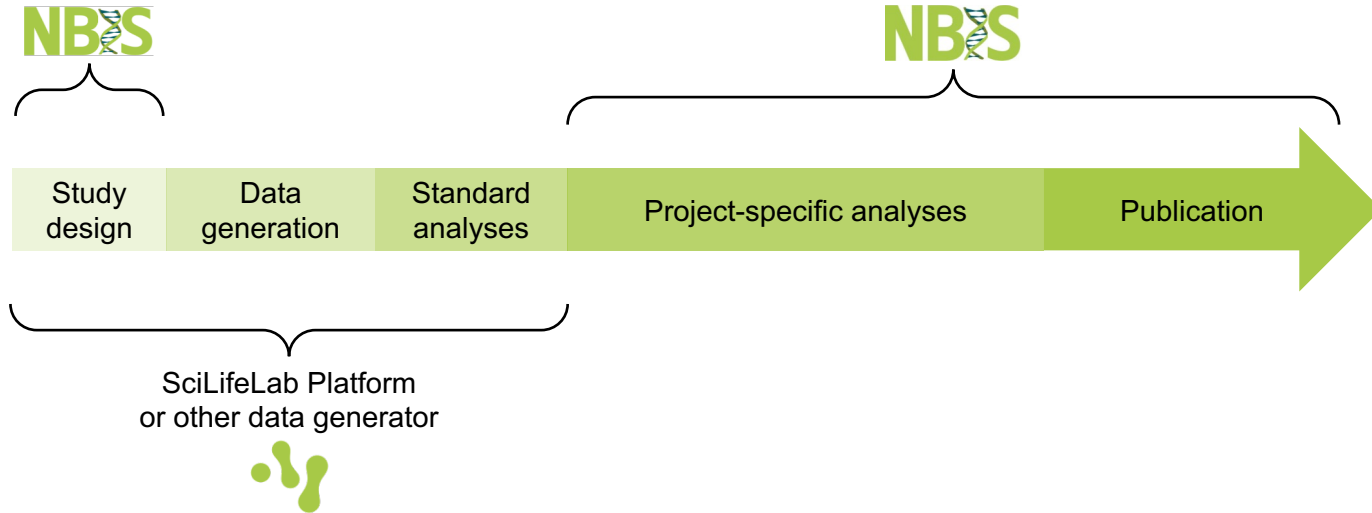 NBIS
NBIS
Study
design
Data
generation
Standard
analyses
Project-specific analyses
Publication
SciLifeLab Platform
or other data generator